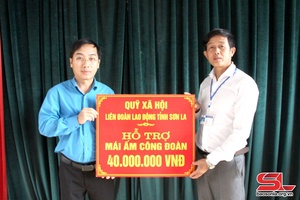 QUỸ XÃ HỘI
LIÊN ĐOÀN LAO ĐỘNG TỈNH SƠN LA
HỖ TRỢ
MÁI ẤM CÔNG ĐOÀN
40.000.000 VNĐ
SL